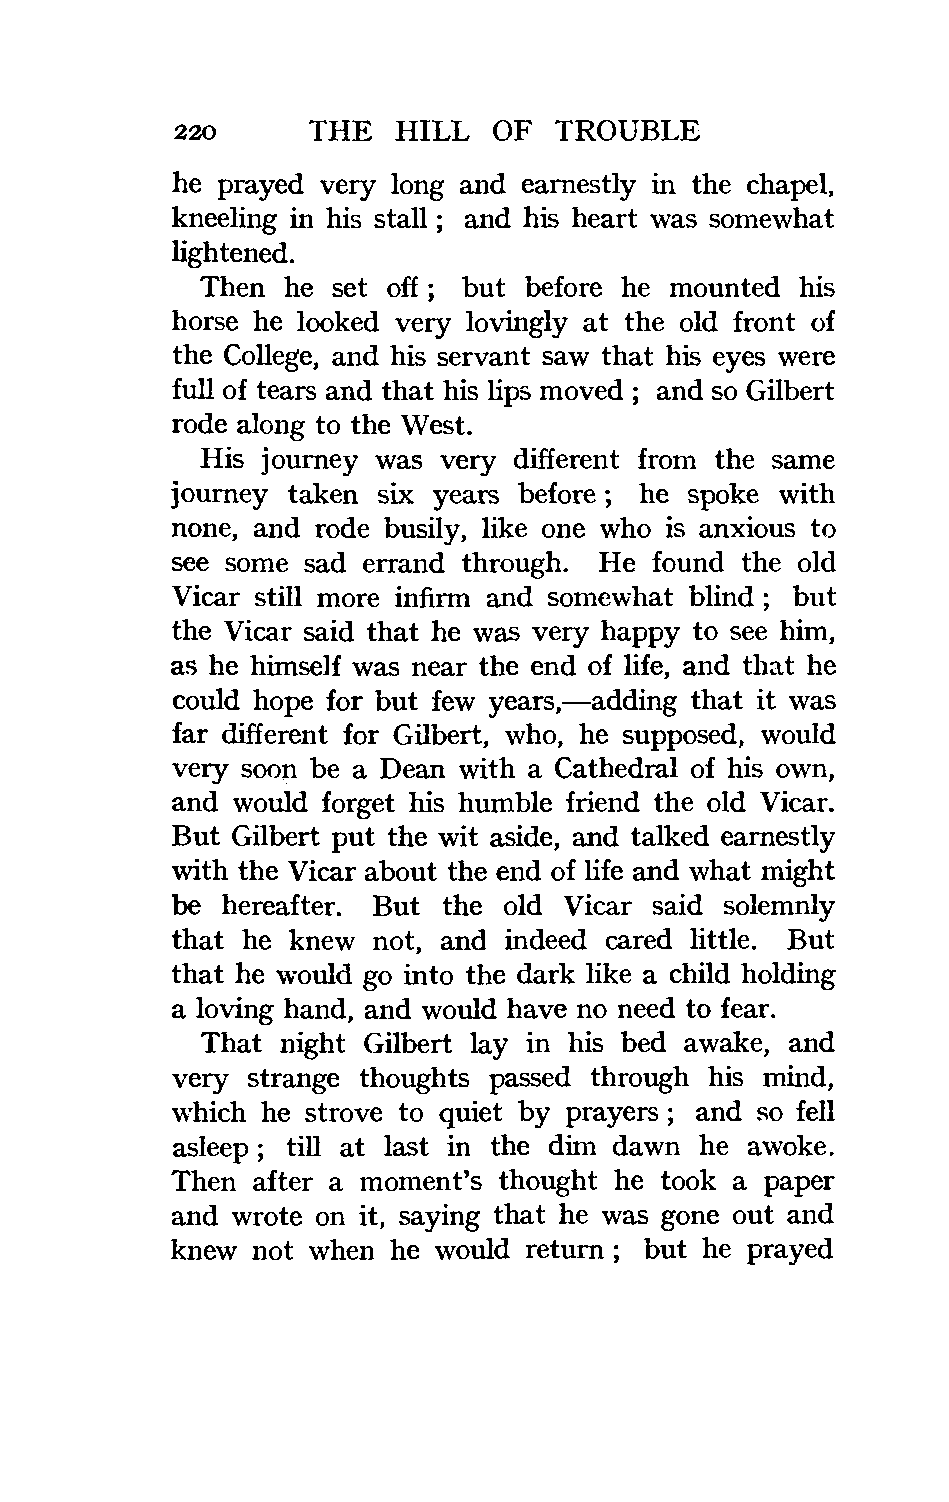 220 THE HILL OF TROUBLE
he prayed very long and earnestly in the chapel,
kneeling in his stall ; and his heart was somewhat
lightened.
Then he set off ; but before he mounted his
horse he looked very lovingly at the old front of
the College, and his servant saw that his eyes were
full of tears and that his lips moved ; and so Gilbert
rode along to the West.
His journey was very different from the same
journey taken six years before ; he spoke with
none, and rode busily, like one who is anxious to
see some sad errand through. He found the old
Vicar still more infirm and somewhat blind ; but
the Vicar said that he was very happy to see him,
as he himself was near the end of life, and that he
could hope for but few years,—adding that it was
far different for Gilbert, who, he supposed, would
very soon be a Dean with a Cathedral of his own,
and would forget his humble friend the old Vicar.
But Gilbert put the wit aside, and talked earnestly
with the Vicar about the end of life and what might
be hereafter. But the old Vicar said solemnly
that he knew not, and indeed cared little. But
that he would go into the dark like a child holding
a loving hand, and would have no need to fear.
That night Gilbert lay in his bed awake, and
very strange thoughts passed through his mind,
which he strove to quiet by prayers ; and so fell
asleep ; till at last in the dim dawn he awoke.
Then after a moment's thought he took a paper
and wrote on it, saying that he was gone out and
knew not when he would return ; but he prayed